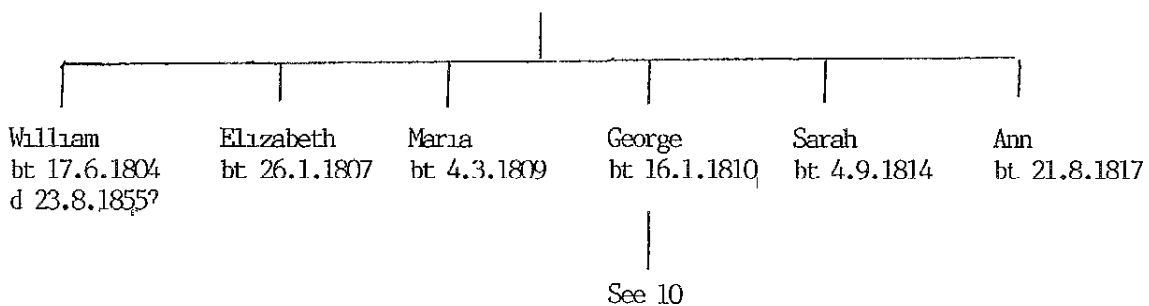 William Elizabeth Maria George Sarah Ann
bt 17.6.1804 bt 26.1.1807 bt 4.3.1809 bt 16.1.1810 bt 4.9.1814 bt 21.8.1817
d 23.8.1855?
See 10